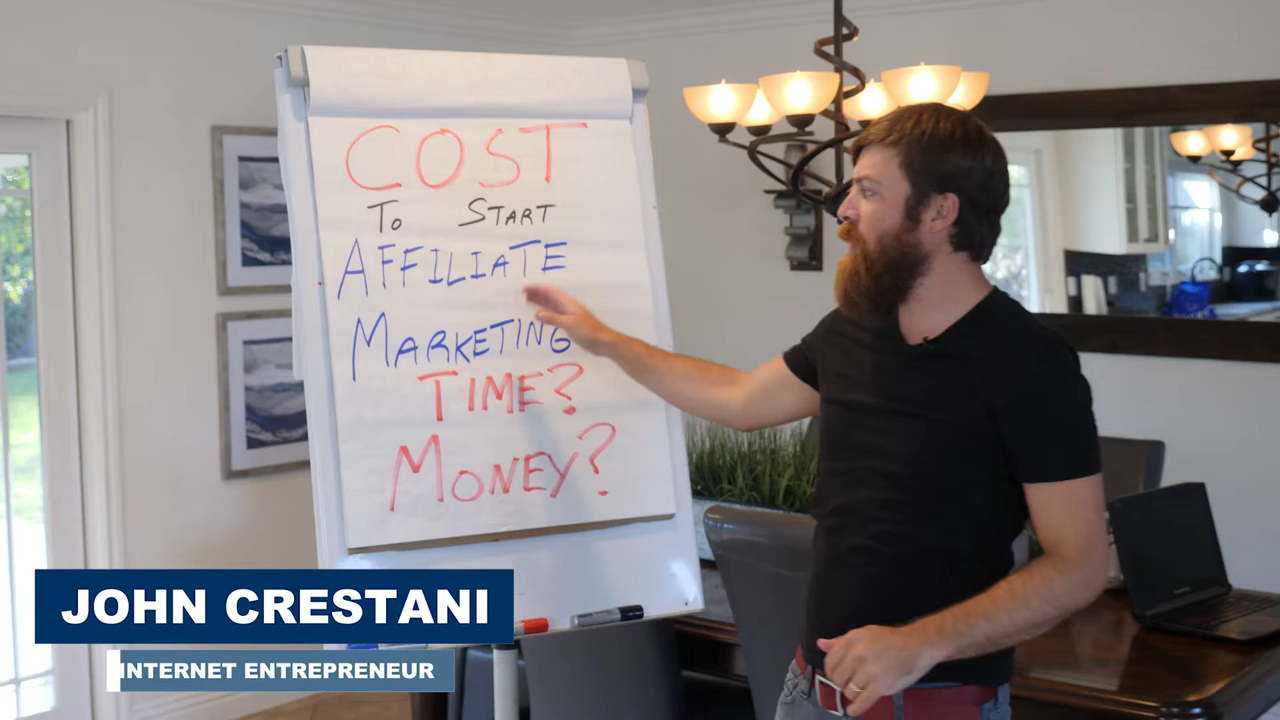 COST
TO START
AFFILIATE
MARKETING
TIME?
MONEY?
JOHN CRESTANI
INTERNET ENTREPRENEUR